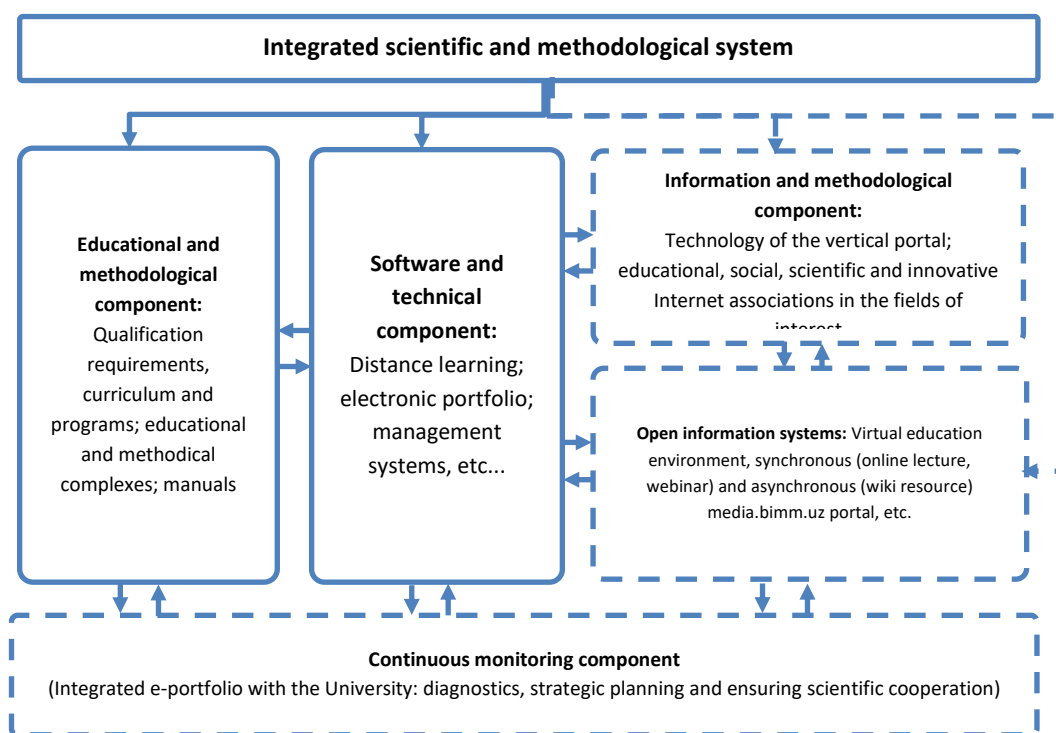 Integrated scientific and methodological system
Educational and
methodological
component:
Qualification
requirements,
curriculum and
programs; educational
and methodical
complexes; manuals
Software and
technical
component:
Distance learning;
electronic portfolio;
management
systems, etc...
Information and methodological
component:
Technology of the vertical portal;
educational, social, scientific and innovative
Internet associations in the fields of
interest
Open information systems: Virtual education
environment, synchronous (online lecture,
webinar) and asynchronous (wiki resource)
media.bimm.uz portal, etc.
Continuous monitoring component
(Integrated e-portfolio with the University: diagnostics, strategic planning and ensuring scientific cooperation)